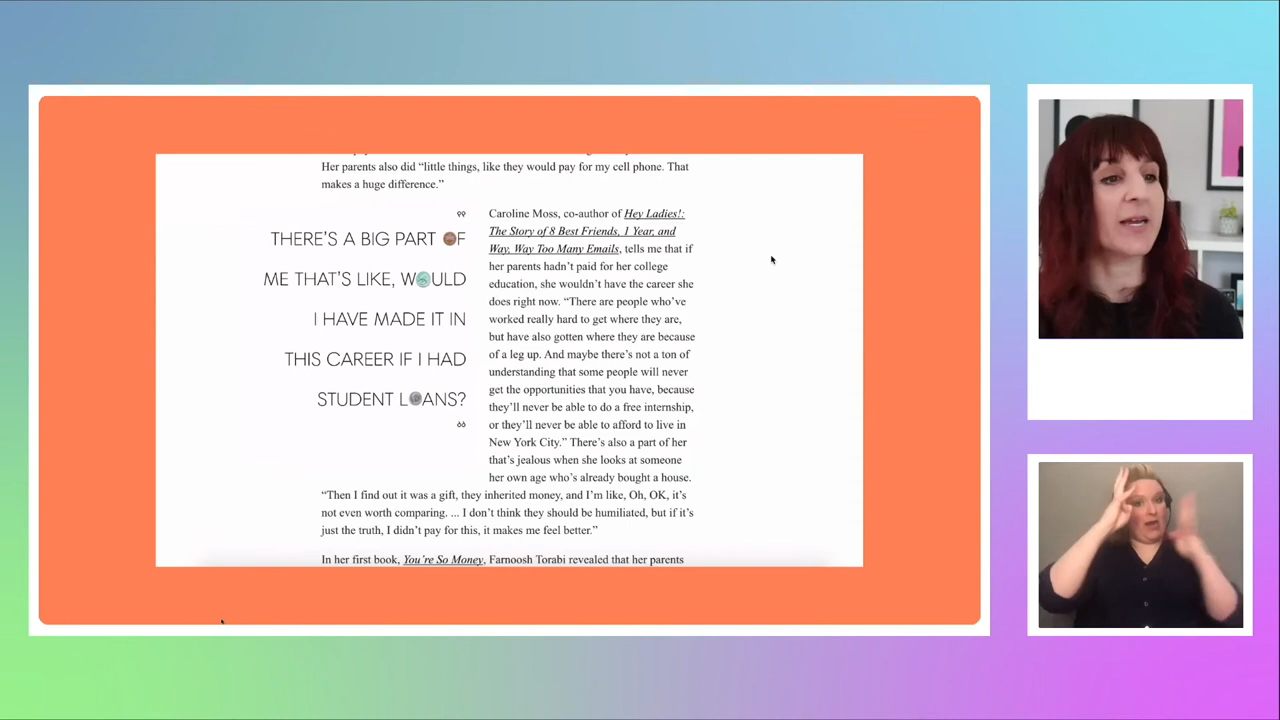 Her parents also did “little things, like they would pay for my cell phone. That
makes a huge difference.”
THERE'S A BIG PART OF
ME THAT'S LIKE, WOULD
I HAVE MADE IT IN
THIS CAREER IF I HAD
STUDENT LOANS?
Caroline Moss, co-author of Hey Ladies!:
The Story of 8 Best Friends, 1 Year, and
Way, Way Too Many Emails, tells me that if
her parents hadn’t paid for her college
education, she wouldn’t have the career she
does right now. “There are people who’ve
worked really hard to get where they are,
but have also gotten where they are because
of a leg up. And maybe there’s not a ton of
understanding that some people will never
get the opportunities that you have, because
they’ll never be able to do a free internship,
or they’ll never be able to afford to live in
New York City.” There’s also a part of her
that’s jealous when she looks at someone
her own age who’s already bought a house.
“Then I find out it was a gift, they inherited money, and I’m like, Oh, OK, it’s
not even worth comparing. ... I don’t think they should be humiliated, but if it’s
just the truth, I didn’t pay for this, it makes me feel better.”
In her first book, You’re So Money, Farnoosh Torabi revealed that her parents